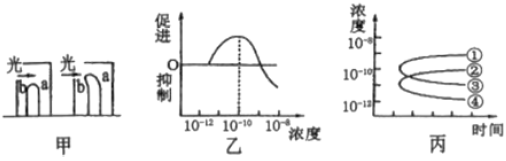 光 光
b a b a
甲
促
进
O
抑
制
10⁻¹² 10⁻¹⁰ 10⁻⁸ 浓度
乙
浓
度
10⁻⁸
10⁻¹⁰
10⁻¹²
①
②
③
④
时间
丙